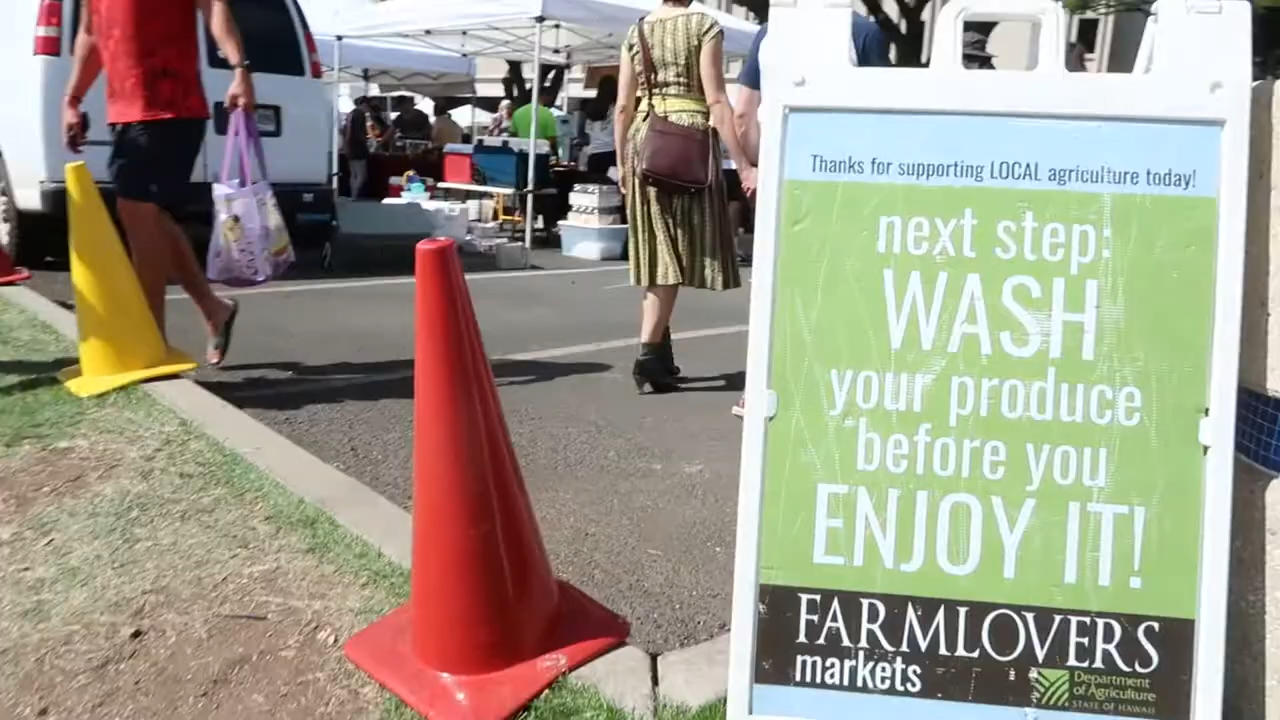 Thanks for supporting LOCAL agriculture today!
next step:
WASH
your produce
before you
ENJOY IT!
FARMLOVERS
markets
Department
of Agriculture
STATE OF HAWAII